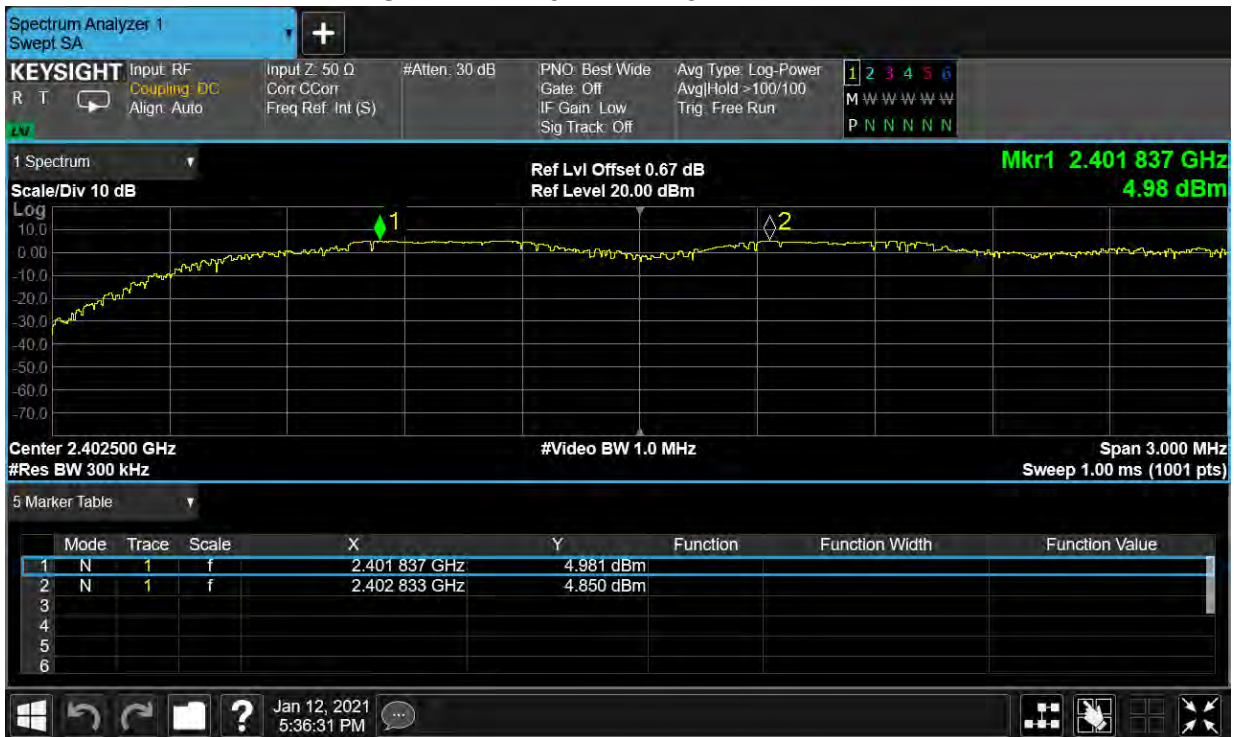 Spectrum Analyzer 1
Swept SA
+
KEYSIGHT Input: RF Input Z: 50 Ω #Atten: 30 dB PNO: Best Wide Avg Type: Log-Power 1 2 3 4 5 6
R T Coupling: DC Corr CCorr Gate: Off Avg|Hold >100/100 M W W W W W W
Align: Auto Freq Ref: Int (S) IF Gain: Low Trig: Free Run
Sig Track: Off P N N N N N N
LXI
1 Spectrum Ref Lvl Offset 0.67 dB Mkr1 2.401 837 GHz
Scale/Div 10 dB Ref Level 20.00 dBm 4.98 dBm
Log
10.0
0.00
-10.0
-20.0
-30.0
-40.0
-50.0
-60.0
-70.0
1
2
Center 2.402500 GHz #Video BW 1.0 MHz Span 3.000 MHz
#Res BW 300 kHz Sweep 1.00 ms (1001 pts)
5 Marker Table
Mode Trace Scale X Y Function Function Width Function Value
1 N 1 f 2.401 837 GHz 4.981 dBm
2 N 1 f 2.402 833 GHz 4.850 dBm
3
4
5
6
? Jan 12, 2021
5:36:31 PM